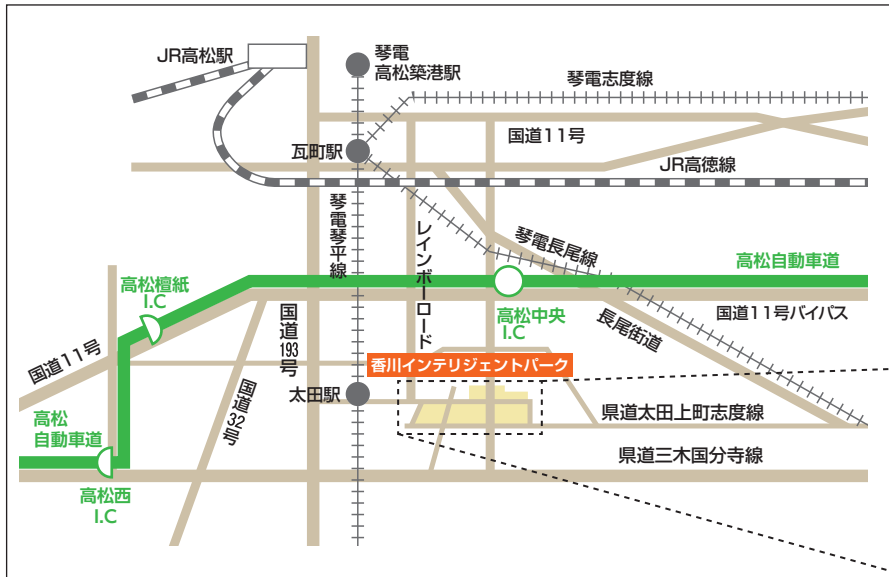 JR高松駅
琴電
高松築港駅
琴電志度線
国道11号
瓦町駅
JR高徳線
琴電琴平線
レインボーロード
琴電長尾線
高松自動車道
高松檀紙
I.C
高松中央
I.C
国道11号バイパス
長尾街道
国道193号
国道11号
香川インテリジェントパーク
太田駅
国道32号
高松
自動車道
県道太田上町志度線
県道三木国分寺線
高松西
I.C